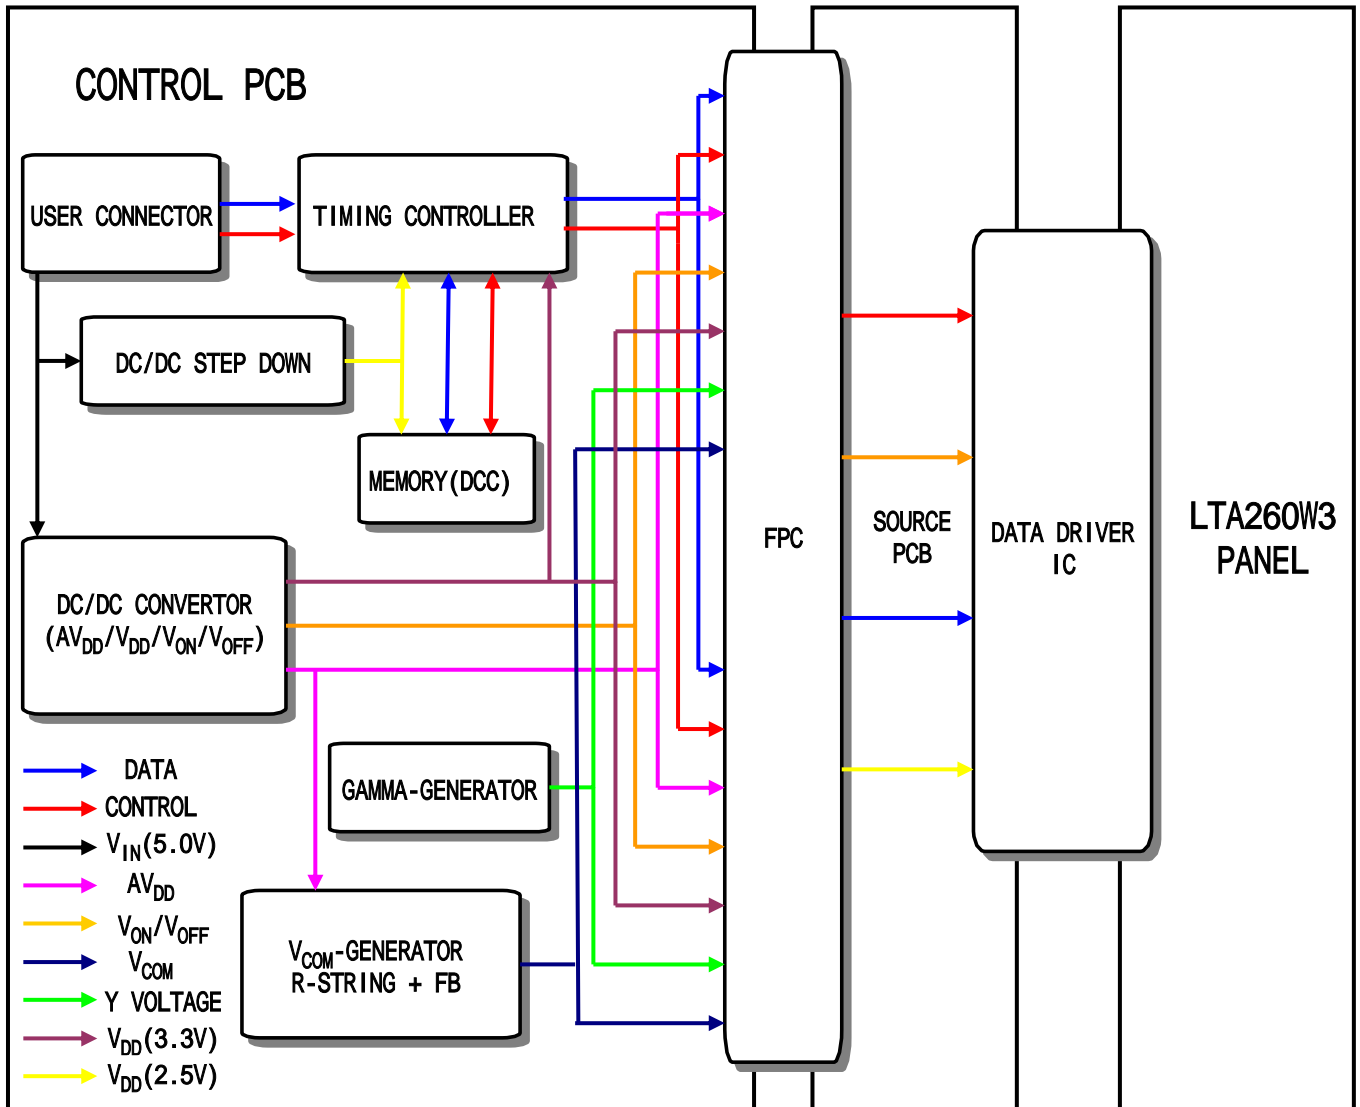 CONTROL PCB
USER CONNECTOR
TIMING CONTROLLER
DC/DC STEP DOWN
MEMORY(DCC)
DC/DC CONVERTOR
(AVDD/VDD/VON/VOFF)
GAMMA-GENERATOR
VCOM-GENERATOR
R-STRING + FB
FPC
SOURCE
PCB
DATA DRIVER
IC
LTA260W3
PANEL
DATA
CONTROL
VIN(5.0V)
AVDD
VON/VOFF
VCOM
Y VOLTAGE
VDD(3.3V)
VDD(2.5V)